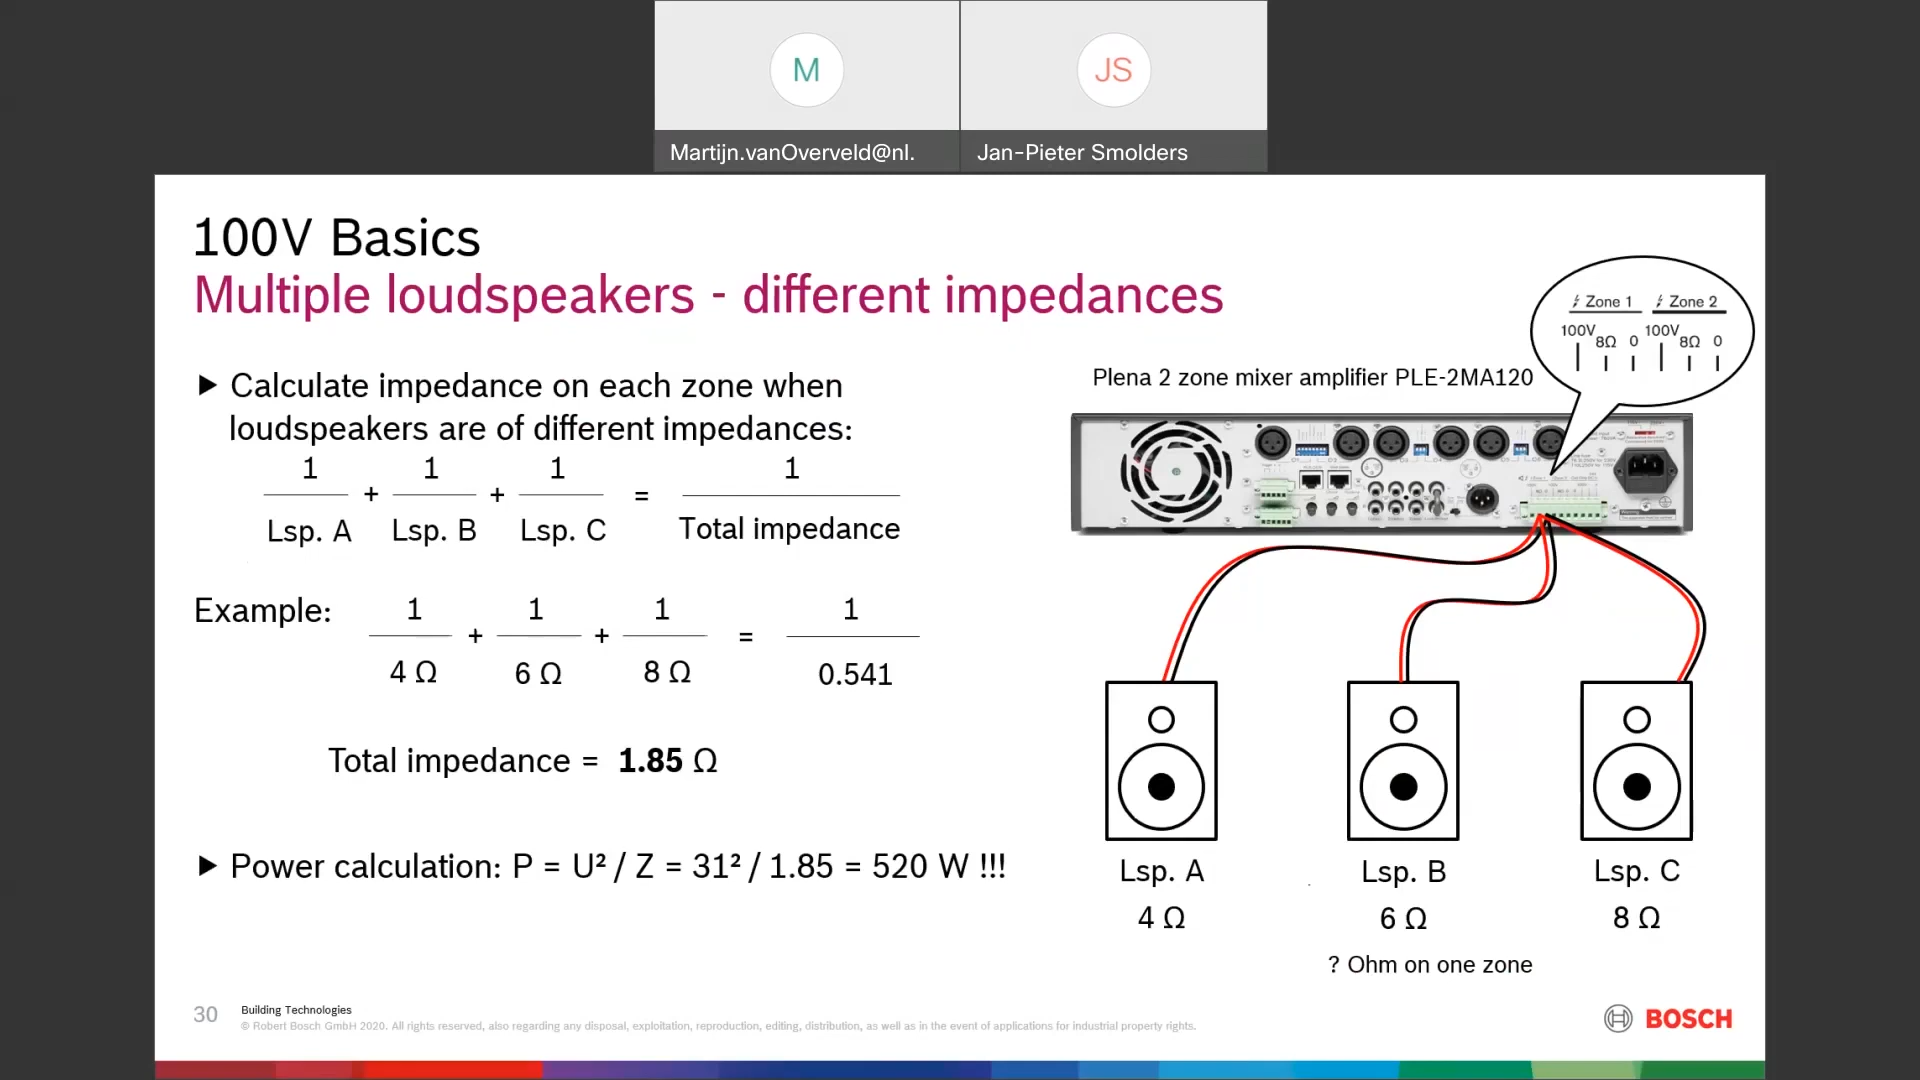 M
JS
Martijn.vanOverveld@nl.
Jan-Pieter Smolders
100V Basics
Multiple loudspeakers - different impedances
▶ Calculate impedance on each zone when
loudspeakers are of different impedances:
1 1 1 1
+ + =
Lsp. A Lsp. B Lsp. C Total impedance
Example:
1 1 1 1
+ + =
4 Ω 6 Ω 8 Ω 0.541
Total impedance = 1.85 Ω
▶ Power calculation: P = U² / Z = 31² / 1.85 = 520 W !!!
Zone 1 Zone 2
100V 8Ω 0 100V 8Ω 0
Plena 2 zone mixer amplifier PLE-2MA120
Lsp. A Lsp. B Lsp. C
4 Ω 6 Ω 8 Ω
? Ohm on one zone
30
Building Technologies
© Robert Bosch GmbH 2020. All rights reserved, also regarding any disposal, exploitation, reproduction, editing, distribution, as well as in the event of applications for industrial property rights.
BOSCH